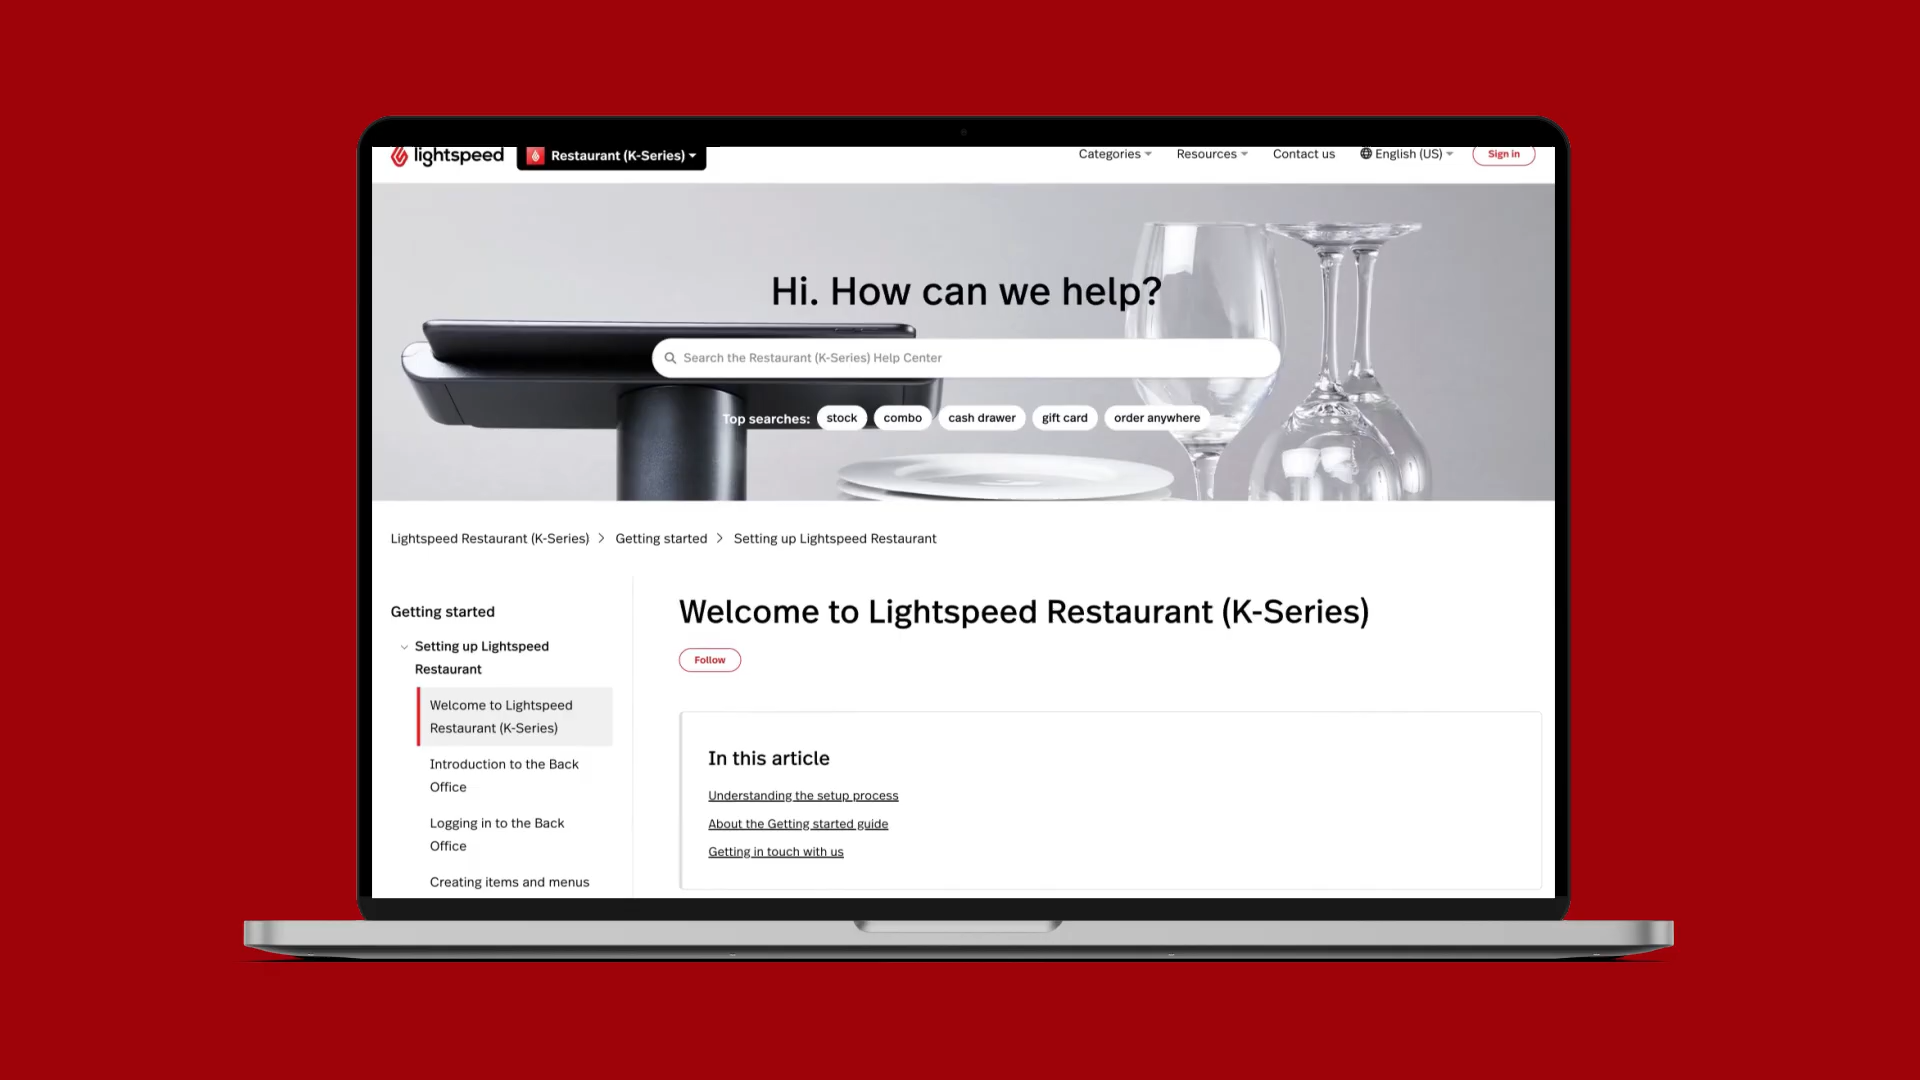 lightspeed Restaurant (K-Series) Categories Resources Contact us English (US) Sign in
Hi. How can we help?
Search the Restaurant (K-Series) Help Center
Top searches: stock combo cash drawer gift card order anywhere
Lightspeed Restaurant (K-Series) > Getting started > Setting up Lightspeed Restaurant
Getting started
Setting up Lightspeed
Restaurant
Welcome to Lightspeed
Restaurant (K-Series)
Introduction to the Back
Office
Logging in to the Back
Office
Creating items and menus
Welcome to Lightspeed Restaurant (K-Series)
Follow
In this article
Understanding the setup process
About the Getting started guide
Getting in touch with us